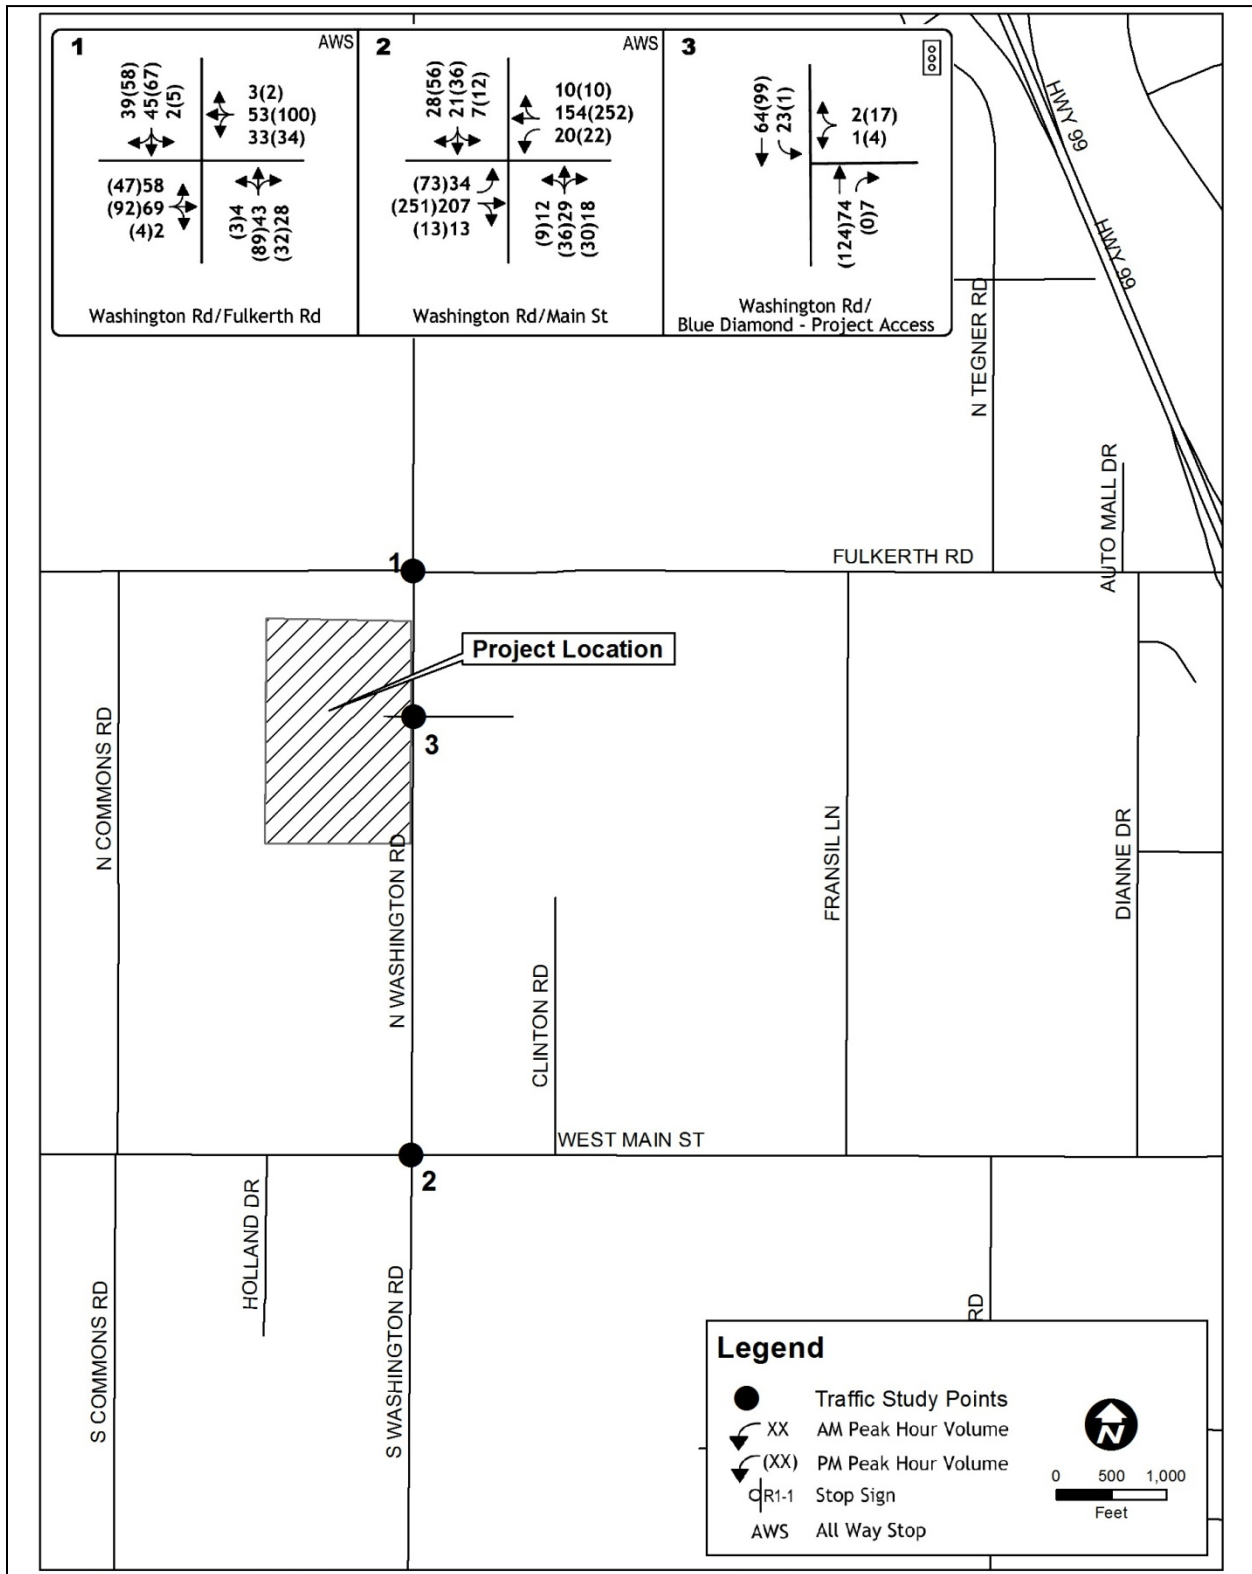 1
AWS
39(58)
45(67)
2(5)
3(2)
53(100)
33(34)
(47)58
(92)69
(4)2
(3)4
(89)43
(32)28
Washington Rd/Fulkerth Rd
2
AWS
28(56)
21(36)
7(12)
10(10)
154(252)
20(22)
(73)34
(251)207
(13)13
(9)12
(36)29
(30)18
Washington Rd/Main St
3
64(99)
23(1)
2(17)
1(4)
(124)74
(0)7
Washington Rd/
Blue Diamond - Project Access
HWY 99
HWY 99
N TEGNER RD
AUTO MALL DR
FULKERTH RD
1
Project Location
3
N COMMONS RD
N WASHINGTON RD
FRANSIL LN
DIANNE DR
CLINTON RD
WEST MAIN ST
2
HOLLAND DR
S COMMONS RD
S WASHINGTON RD
RD
Legend
Traffic Study Points
XX AM Peak Hour Volume
(XX) PM Peak Hour Volume
R1-1 Stop Sign
AWS All Way Stop
N
0 500 1,000
Feet